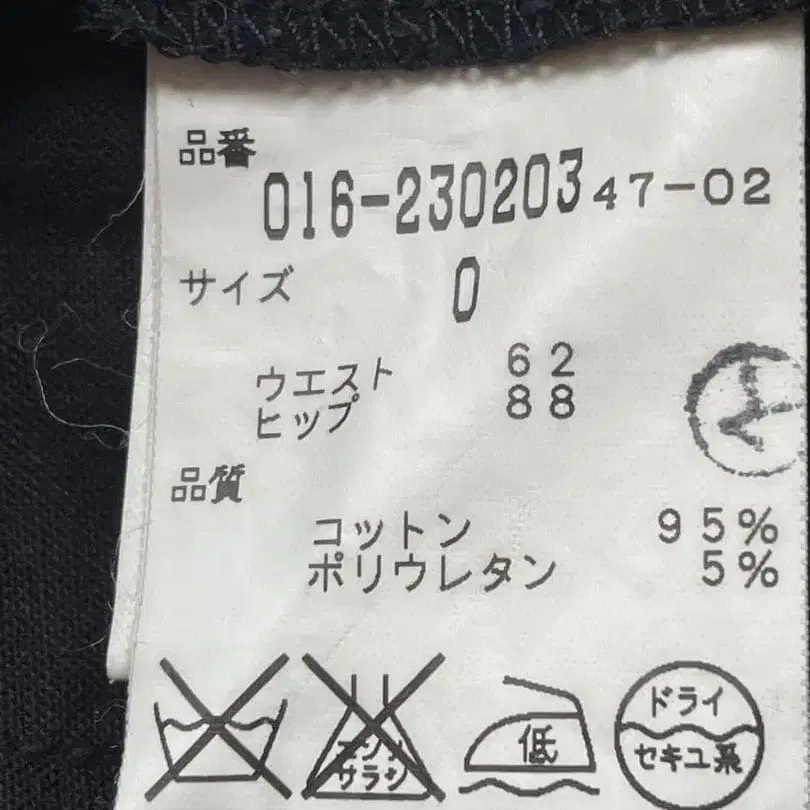 品番
016-230203 47-02
サイズ 0
ウエスト 62
ヒップ 88
品質
コットン 95%
ポリウレタン 5%
エンソ
サラシ
低
ドライ
セキユ系